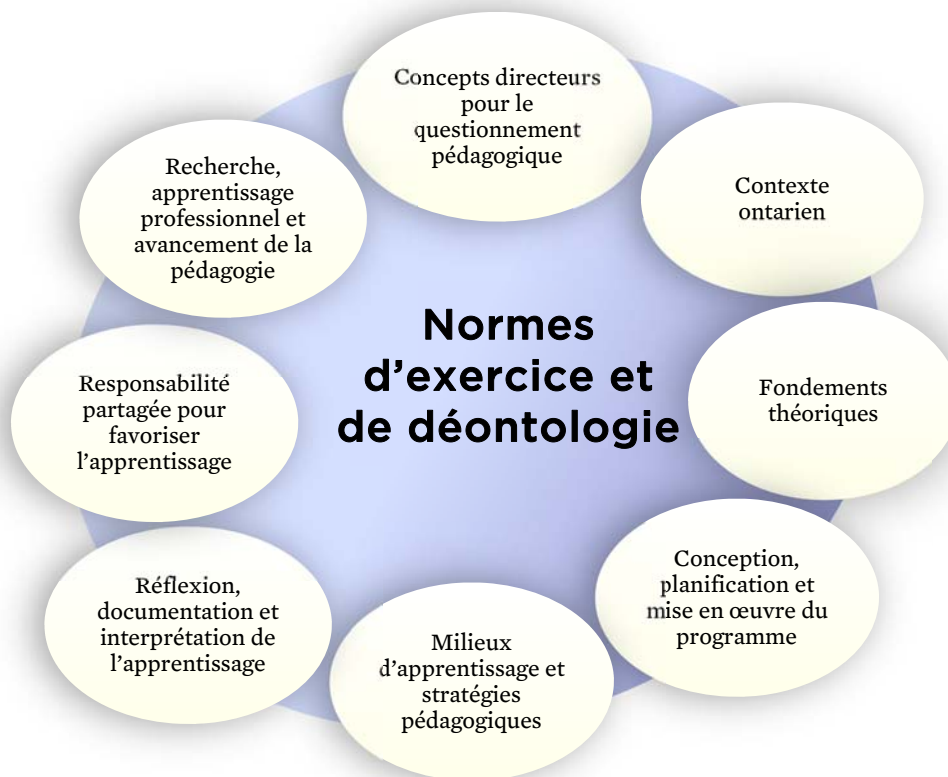 Concepts directeurs
pour le
questionnement
pédagogique
Contexte
ontarien
Fondements
théoriques
Conception,
planification et
mise en œuvre du
programme
Milieux
d'apprentissage et
stratégies
pédagogiques
Réflexion,
documentation et
interprétation de
l'apprentissage
Responsabilité
partagée pour
favoriser
l'apprentissage
Recherche,
apprentissage
professionnel et
avancement de la
pédagogie
Normes
d'exercice et
de déontologie